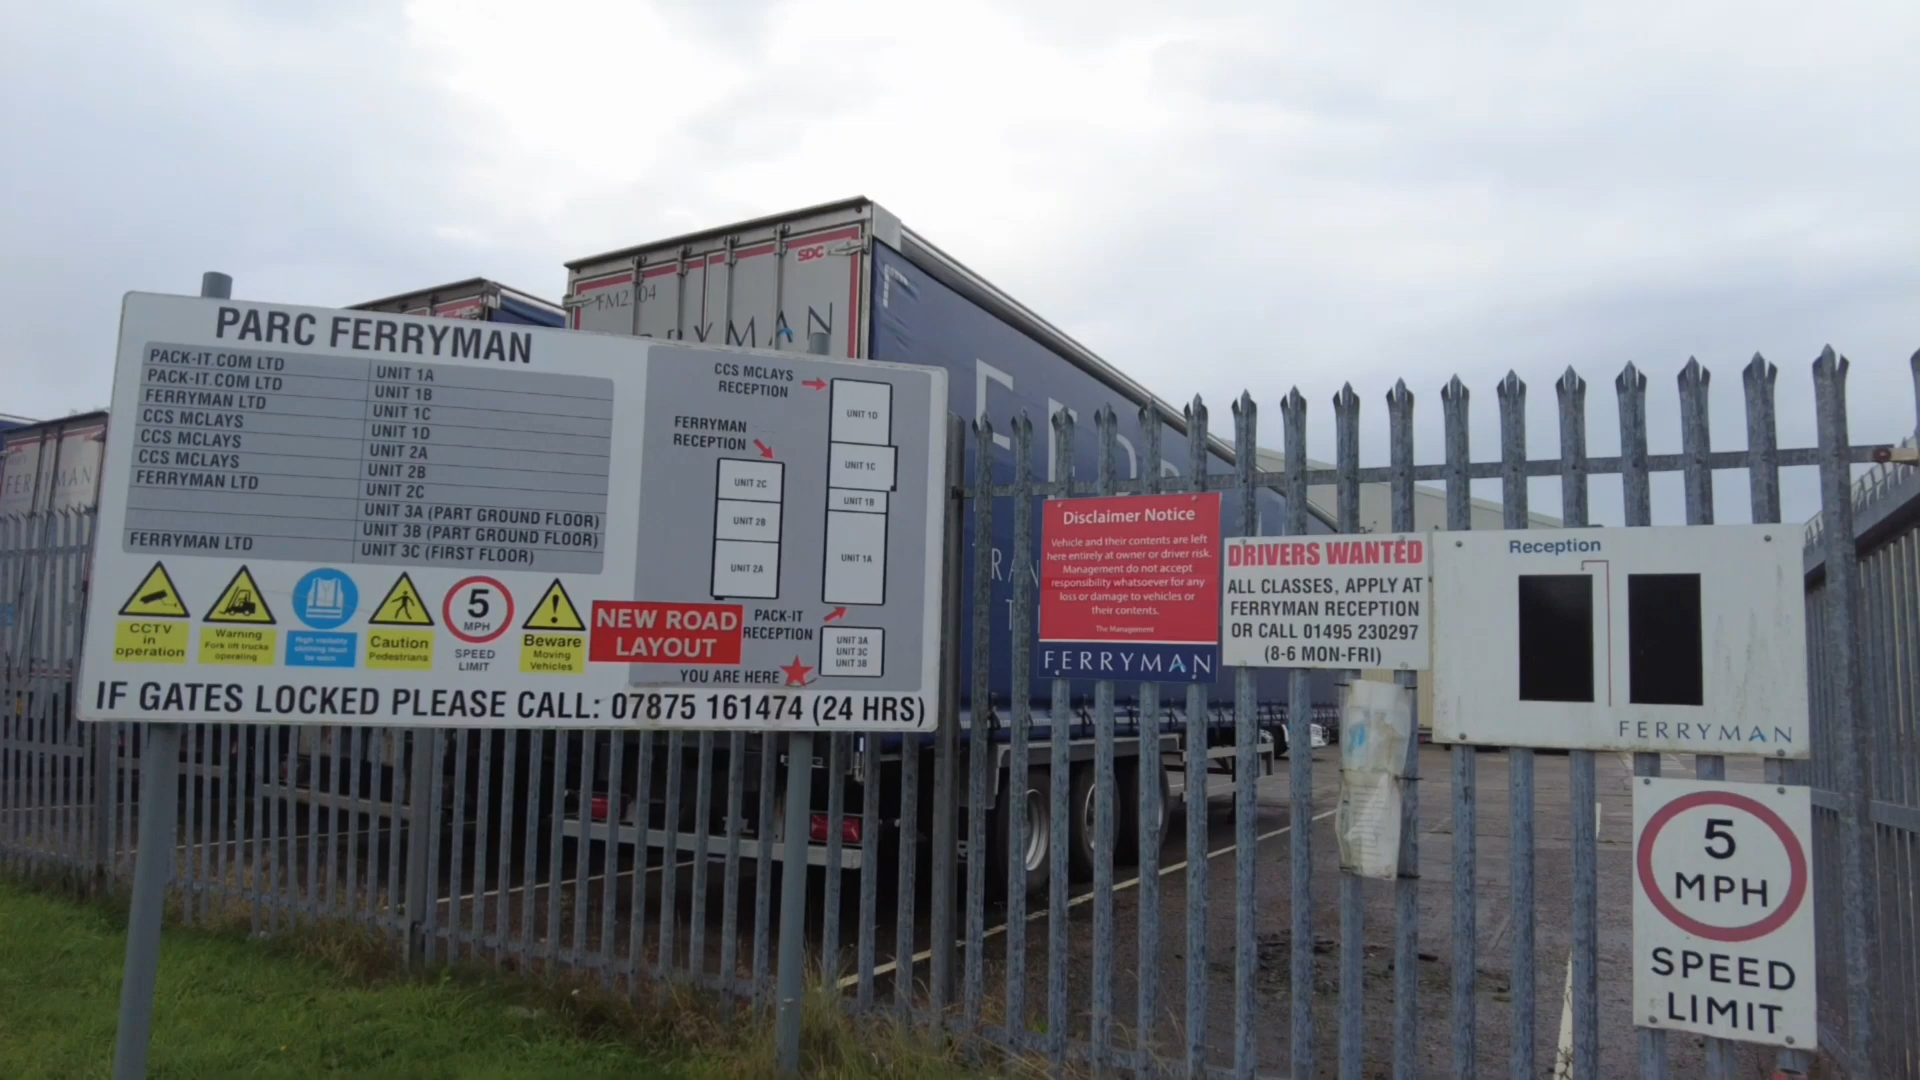 PARC FERRYMAN
PACK-IT.COM LTD UNIT 1A
PACK-IT.COM LTD UNIT 1B
FERRYMAN LTD UNIT 1C
CCS MCLAYS UNIT 1D
CCS MCLAYS UNIT 2A
CCS MCLAYS UNIT 2B
FERRYMAN LTD UNIT 2C
UNIT 3A (PART GROUND FLOOR)
UNIT 3B (PART GROUND FLOOR)
FERRYMAN LTD UNIT 3C (FIRST FLOOR)
CCS MCLAYS
RECEPTION
UNIT 1D
FERRYMAN
RECEPTION
UNIT 1C
UNIT 2C
UNIT 1B
UNIT 2B
UNIT 1A
UNIT 2A
PACK-IT
RECEPTION
UNIT 3A
UNIT 3C
UNIT 3B
YOU ARE HERE
CCTV
in
operation
Warning
Fork lift trucks
operating
High visibility
clothing must
be worn
Caution
Pedestrians
5
MPH
SPEED
LIMIT
Beware
Moving
Vehicles
NEW ROAD
LAYOUT
IF GATES LOCKED PLEASE CALL: 07875 161474 (24 HRS)
SDC
FERRYMAN
Disclaimer Notice
Vehicle and their contents are left
here entirely at owner or driver risk.
Management do not accept
responsibility whatsoever for any
loss or damage to vehicles or
their contents.
The Management
FERRYMAN
DRIVERS WANTED
ALL CLASSES, APPLY AT
FERRYMAN RECEPTION
OR CALL 01495 230297
(8-6 MON-FRI)
Reception
FERRYMAN
5
MPH
SPEED
LIMIT